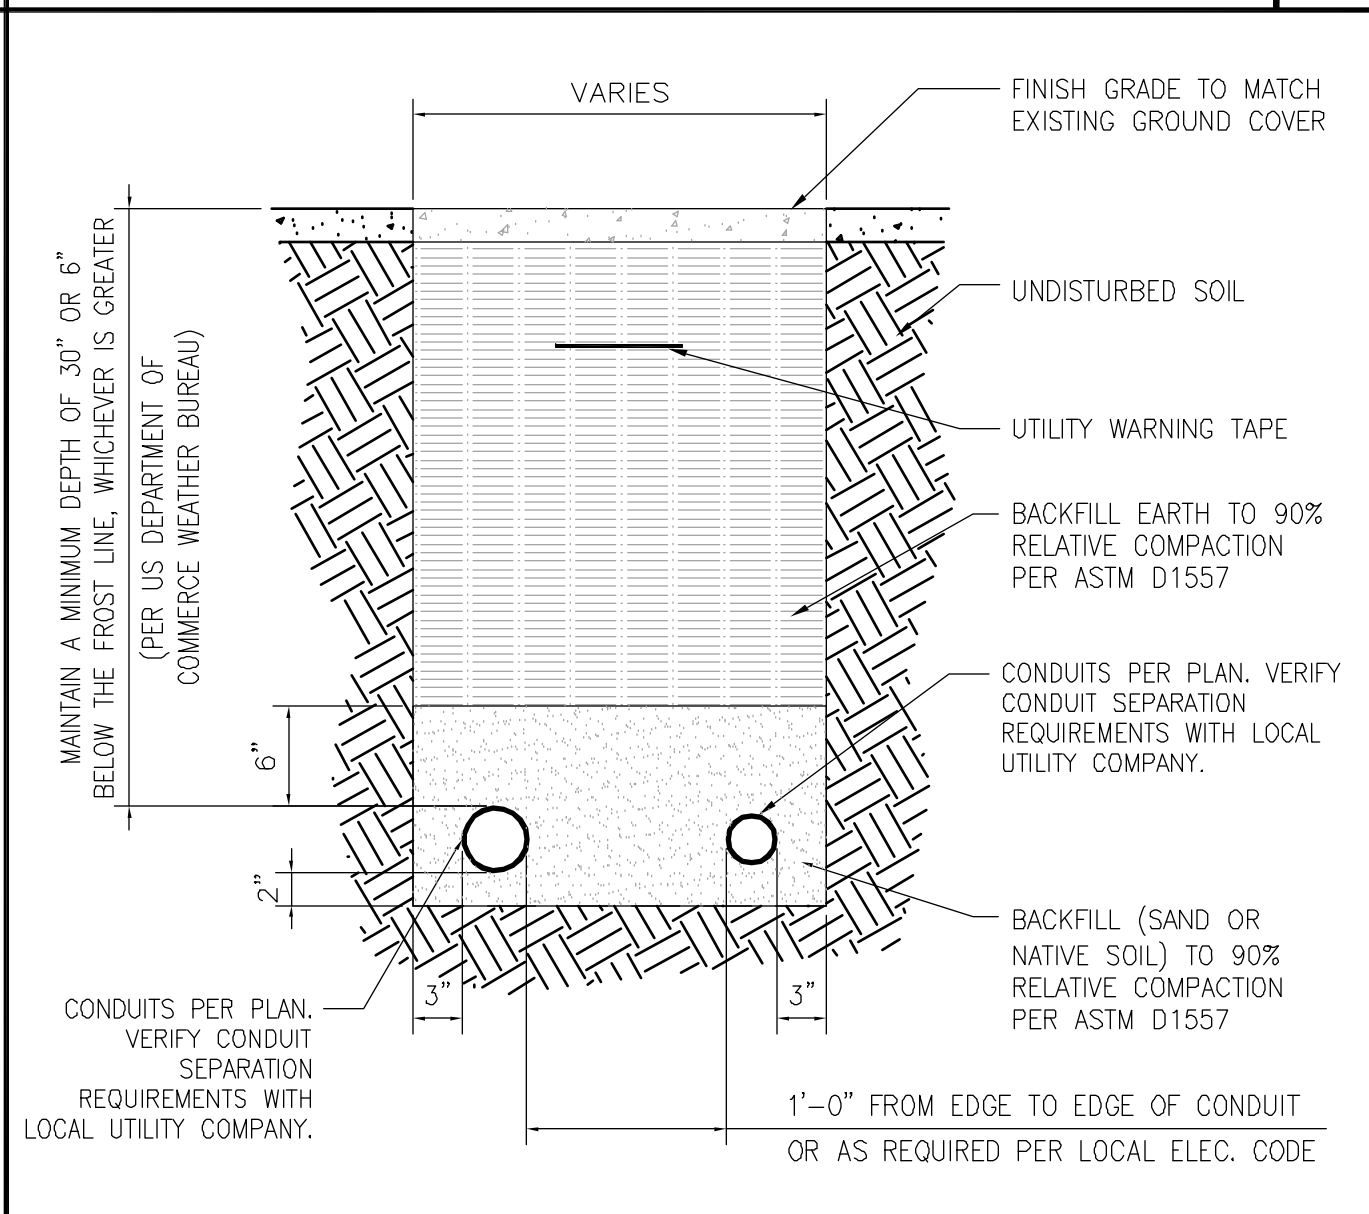 VARIES
FINISH GRADE TO MATCH
EXISTING GROUND COVER
MAINTAIN A MINIMUM DEPTH OF 30" OR 6"
BELOW THE FROST LINE, WHICHEVER IS GREATER
(PER US DEPARTMENT OF
COMMERCE WEATHER BUREAU)
UNDISTURBED SOIL
UTILITY WARNING TAPE
BACKFILL EARTH TO 90%
RELATIVE COMPACTION
PER ASTM D1557
CONDUITS PER PLAN. VERIFY
CONDUIT SEPARATION
REQUIREMENTS WITH LOCAL
UTILITY COMPANY.
6"
2"
BACKFILL (SAND OR
NATIVE SOIL) TO 90%
RELATIVE COMPACTION
PER ASTM D1557
3"
3"
CONDUITS PER PLAN.
VERIFY CONDUIT
SEPARATION
REQUIREMENTS WITH
LOCAL UTILITY COMPANY.
1'-0" FROM EDGE TO EDGE OF CONDUIT
OR AS REQUIRED PER LOCAL ELEC. CODE